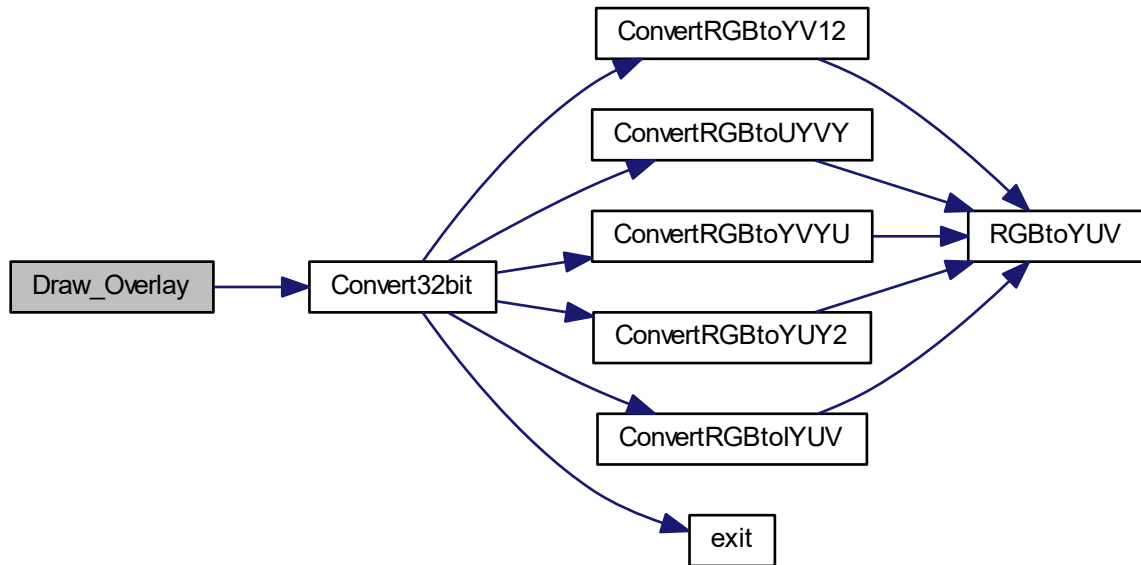 ConvertRGBtoYV12
ConvertRGBtoUYVY
ConvertRGBtoYVYU
RGBtoYUV
Draw_Overlay
Convert32bit
ConvertRGBtoYUY2
ConvertRGBtoIYUV
exit